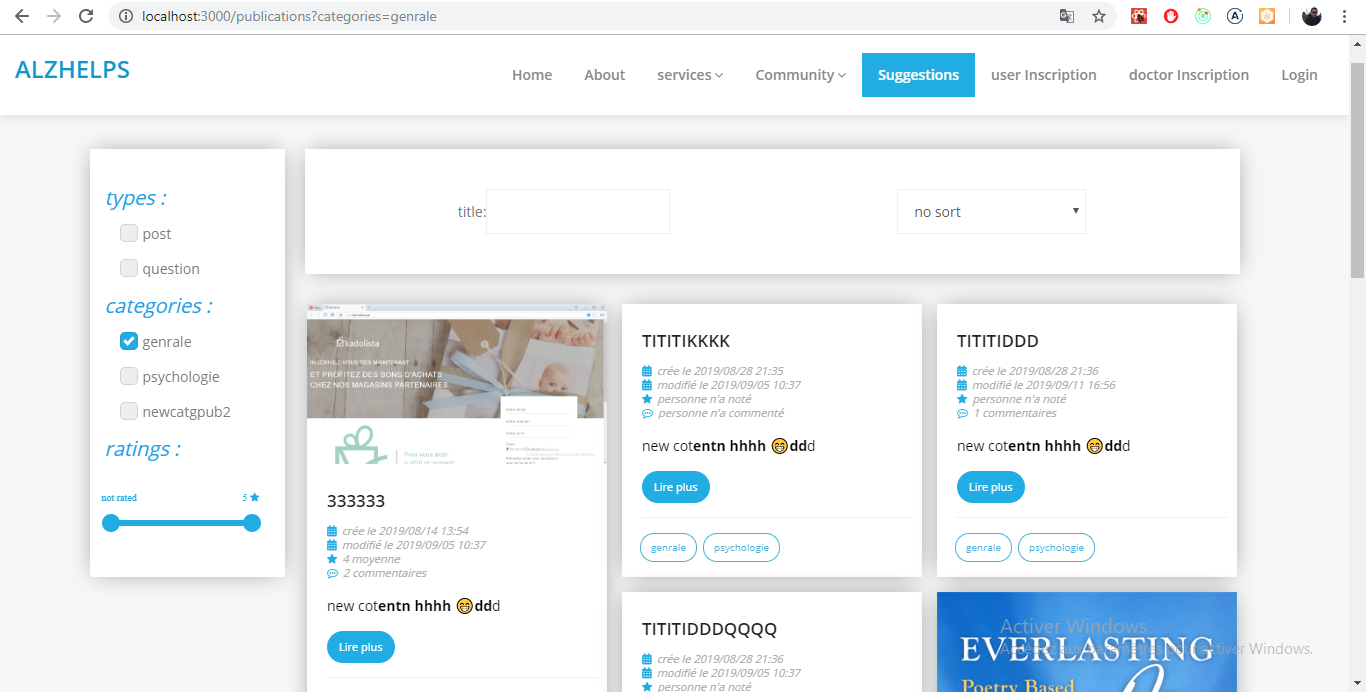 localhost:3000/publications?categories=genrale
ALZHELPS
Home About services Community Suggestions user Inscription doctor Inscription Login
types :
post
question
categories :
genrale
psychologie
newcatgpub2
ratings :
not rated 5
title:
no sort
kadolista
INSCRISEZ-VOUS DES MAINTENANT
ET PROFITEZ DES BONS D'ACHATS
CHEZ NOS MAGASINS PARTENAIRES
Pour vous aider
333333
crée le 2019/08/14 13:54
modifié le 2019/09/05 10:37
4 moyenne
2 commentaires
new cotentn hhhh 😁ddd
Lire plus
TITITIKKKK
crée le 2019/08/28 21:35
modifié le 2019/09/05 10:37
personne n'a noté
personne n'a commenté
new cotentn hhhh 😁ddd
Lire plus
genrale psychologie
TITITIDDD
crée le 2019/08/28 21:36
modifié le 2019/09/11 16:56
personne n'a noté
1 commentaires
new cotentn hhhh 😁ddd
Lire plus
genrale psychologie
TITITIDDDQQQQ
crée le 2019/08/28 21:36
modifié le 2019/09/05 10:37
personne n'a noté
EVERLASTING
Poetry Based
Activer Windows
Accédez aux paramètres pour activer Windows.